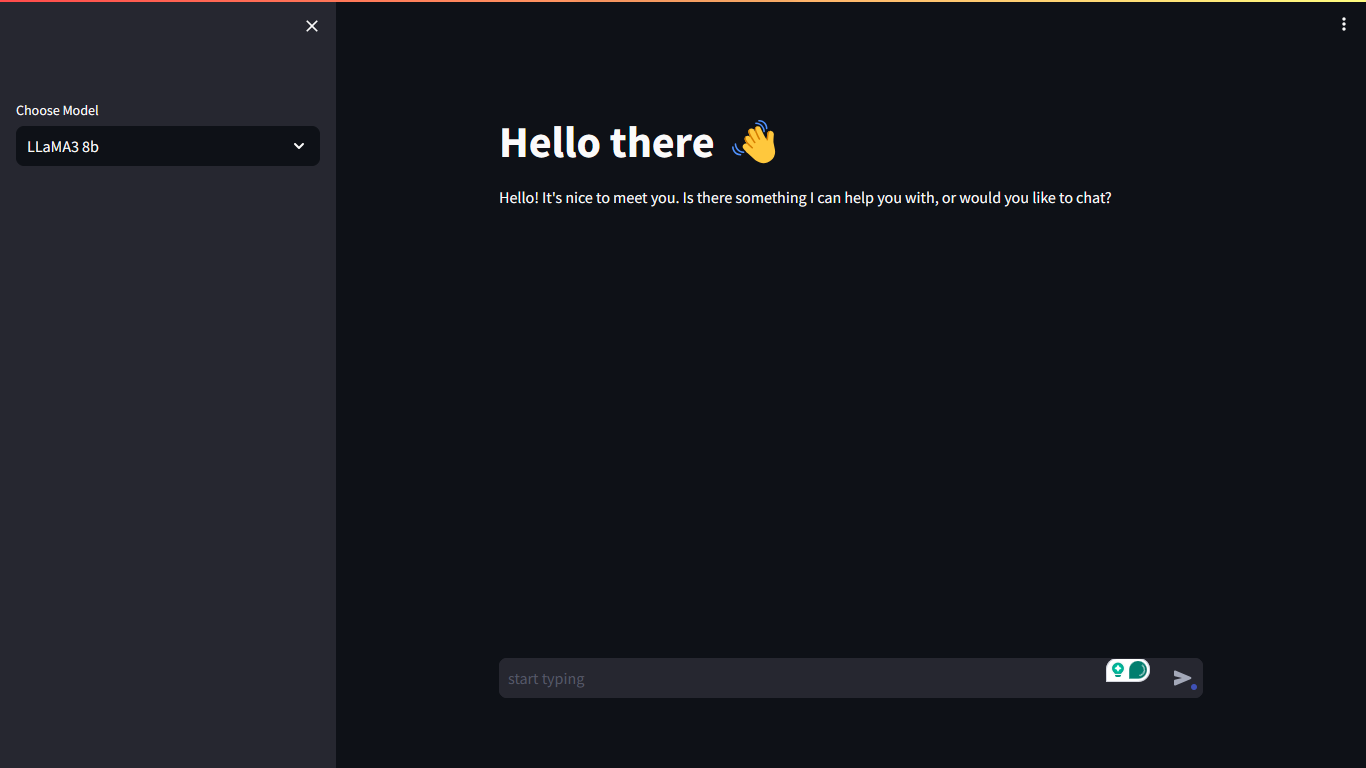 Choose Model
LLaMA3 8b
Hello there 👋
Hello! It's nice to meet you. Is there something I can help you with, or would you like to chat?
start typing